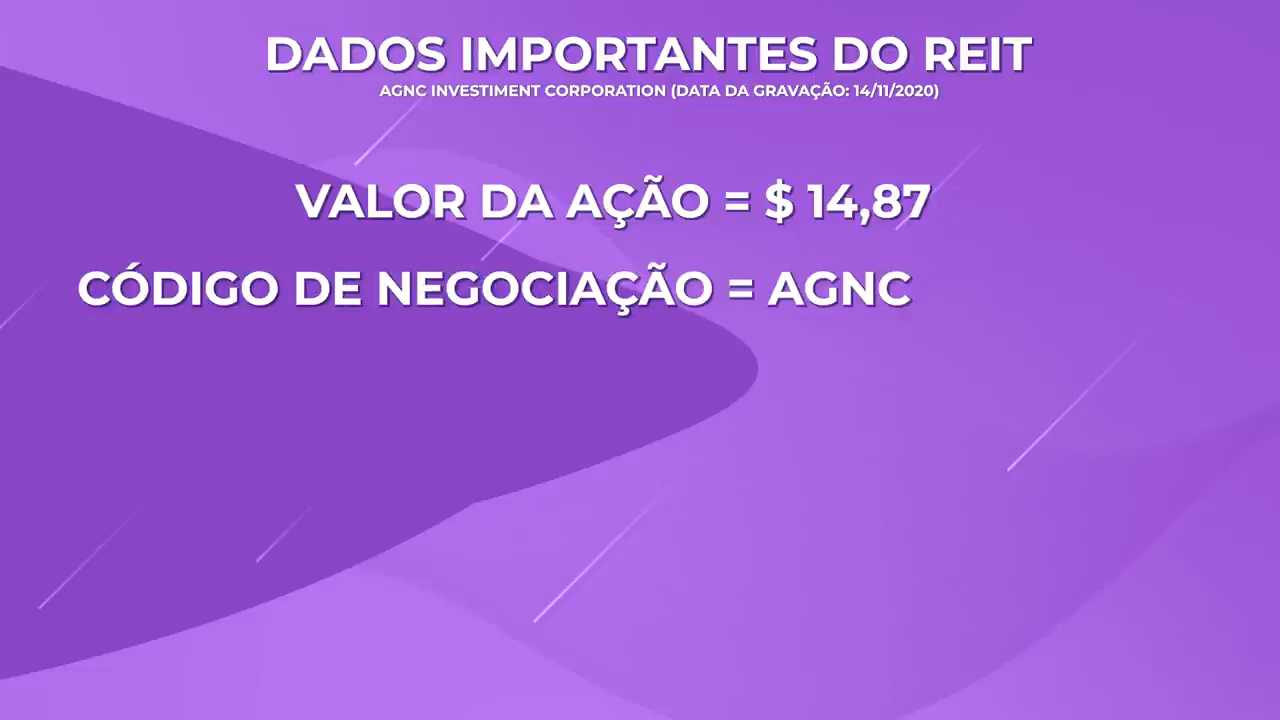 DADOS IMPORTANTES DO REIT
AGNC INVESTIMENT CORPORATION (DATA DA GRAVAÇÃO: 14/11/2020)
VALOR DA AÇÃO = $ 14,87
CÓDIGO DE NEGOCIAÇÃO = AGNC